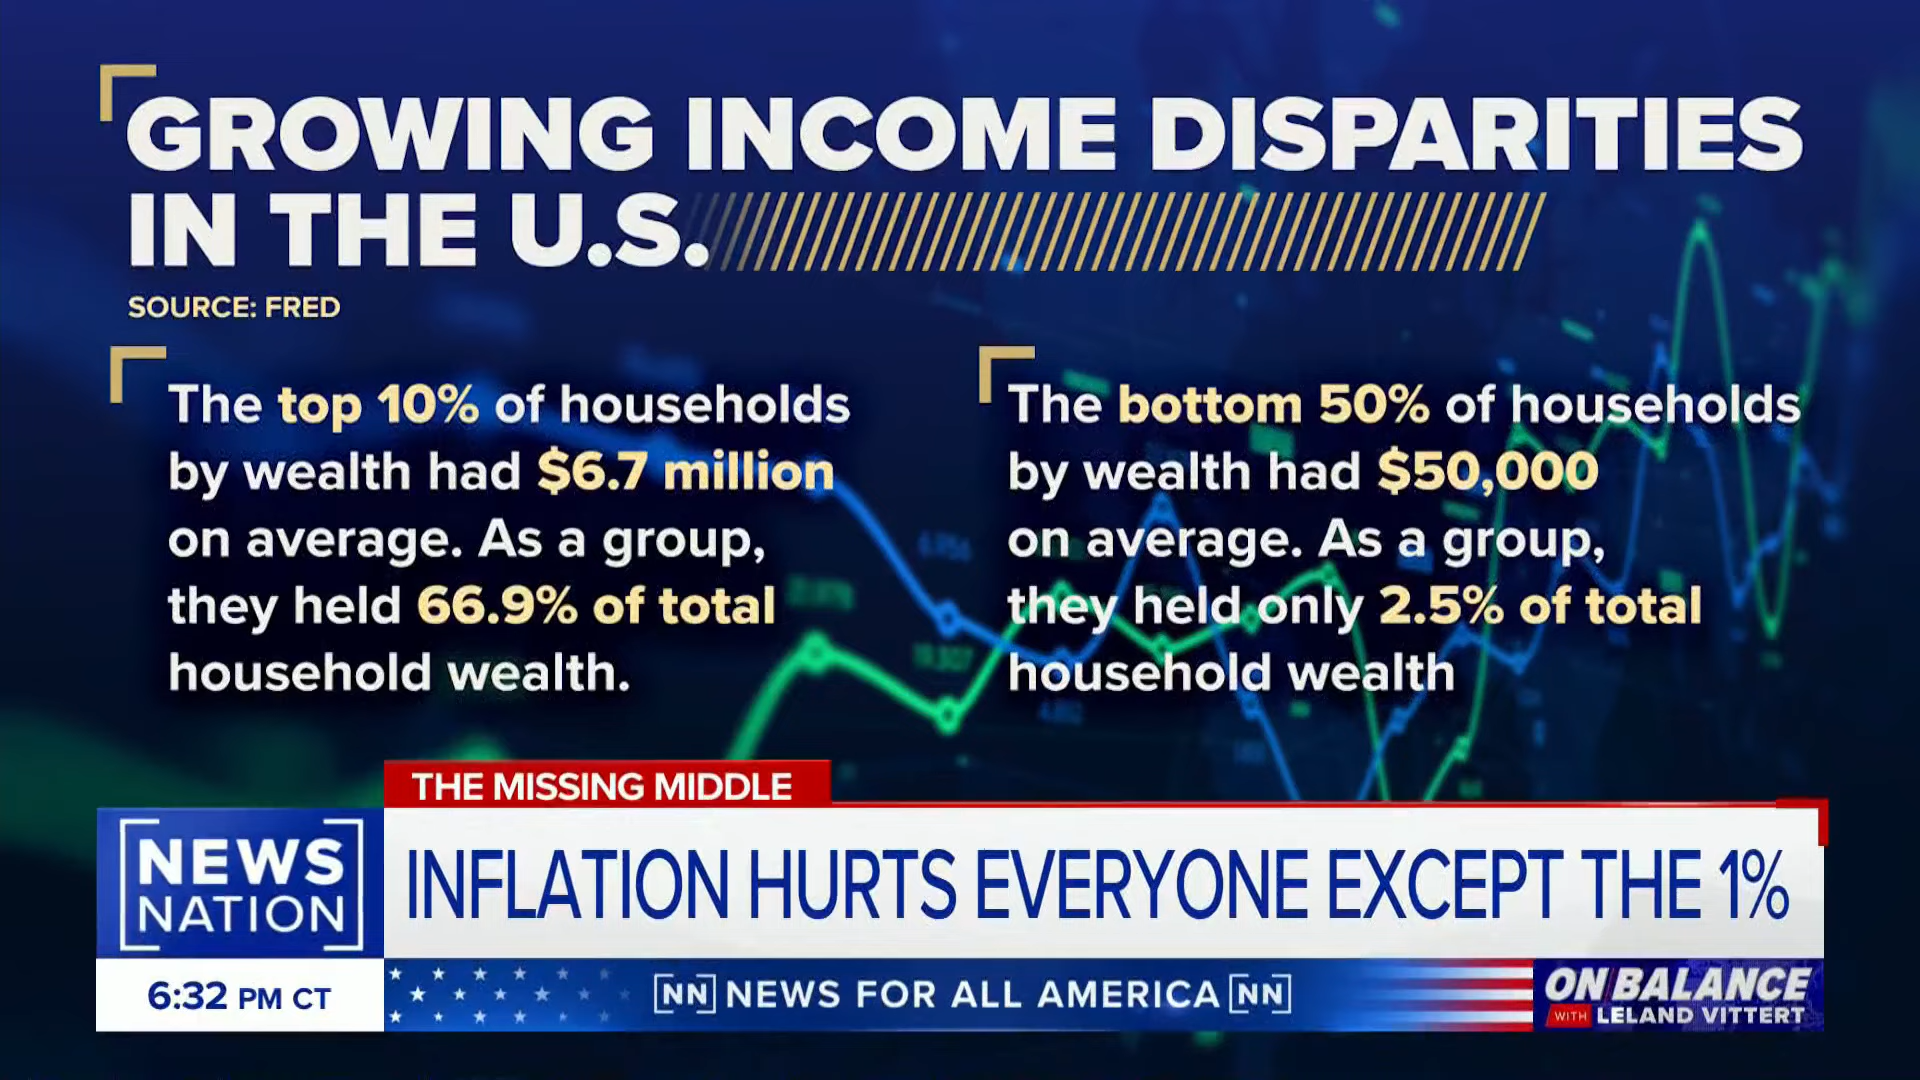 GROWING INCOME DISPARITIES
IN THE U.S.
SOURCE: FRED
The top 10% of households
by wealth had $6.7 million
on average. As a group,
they held 66.9% of total
household wealth.
The bottom 50% of households
by wealth had $50,000
on average. As a group,
they held only 2.5% of total
household wealth
THE MISSING MIDDLE
NEWS
NATION
INFLATION HURTS EVERYONE EXCEPT THE 1%
6:32 PM CT
NN NEWS FOR ALL AMERICA NN
ON BALANCE
WITH LELAND VITTERT